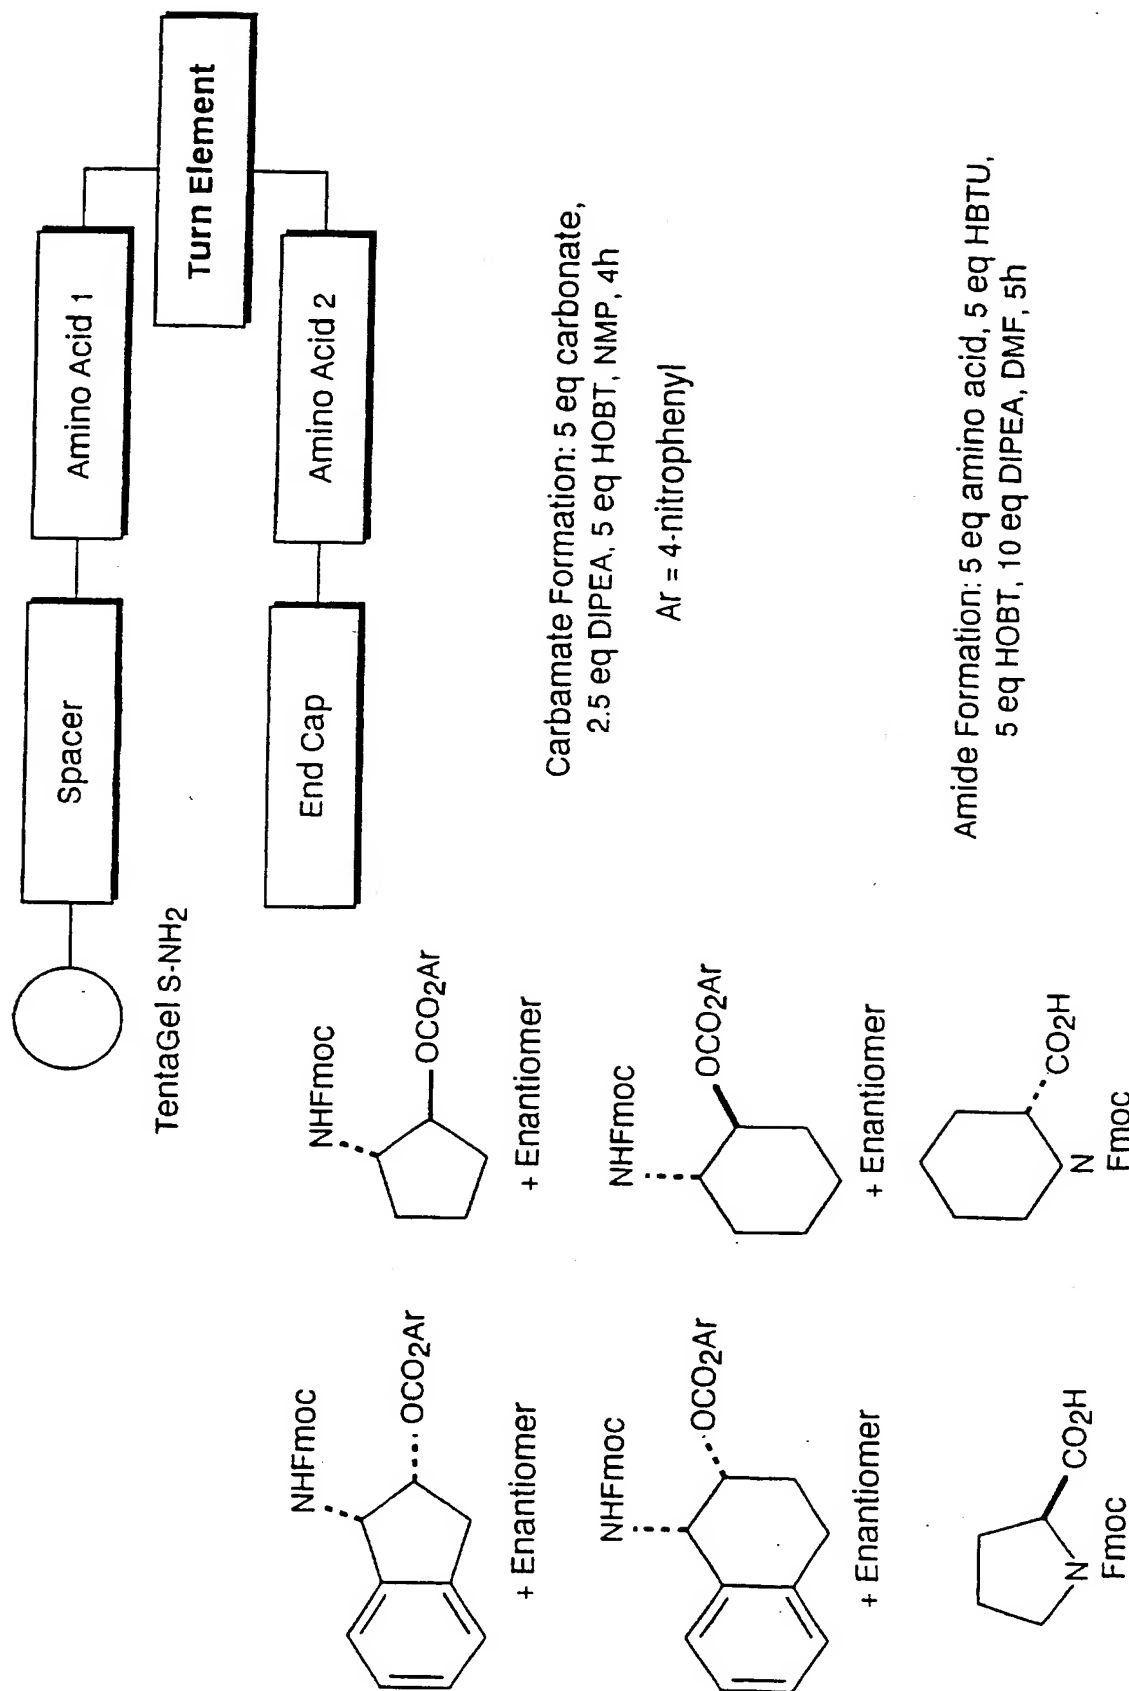 TentaGel S-NH2
Spacer
Amino Acid 1
Turn Element
End Cap
Amino Acid 2
NHFmoc
OCO2Ar
+ Enantiomer
NHFmoc
OCO2Ar
+ Enantiomer
Carbamate Formation: 5 eq carbonate,
2.5 eq DIPEA, 5 eq HOBT, NMP, 4h
Ar = 4-nitrophenyl
NHFmoc
OCO2Ar
+ Enantiomer
NHFmoc
OCO2Ar
+ Enantiomer
N
Fmoc
CO2H
N
Fmoc
CO2H
Amide Formation: 5 eq amino acid, 5 eq HBTU,
5 eq HOBT, 10 eq DIPEA, DMF, 5h